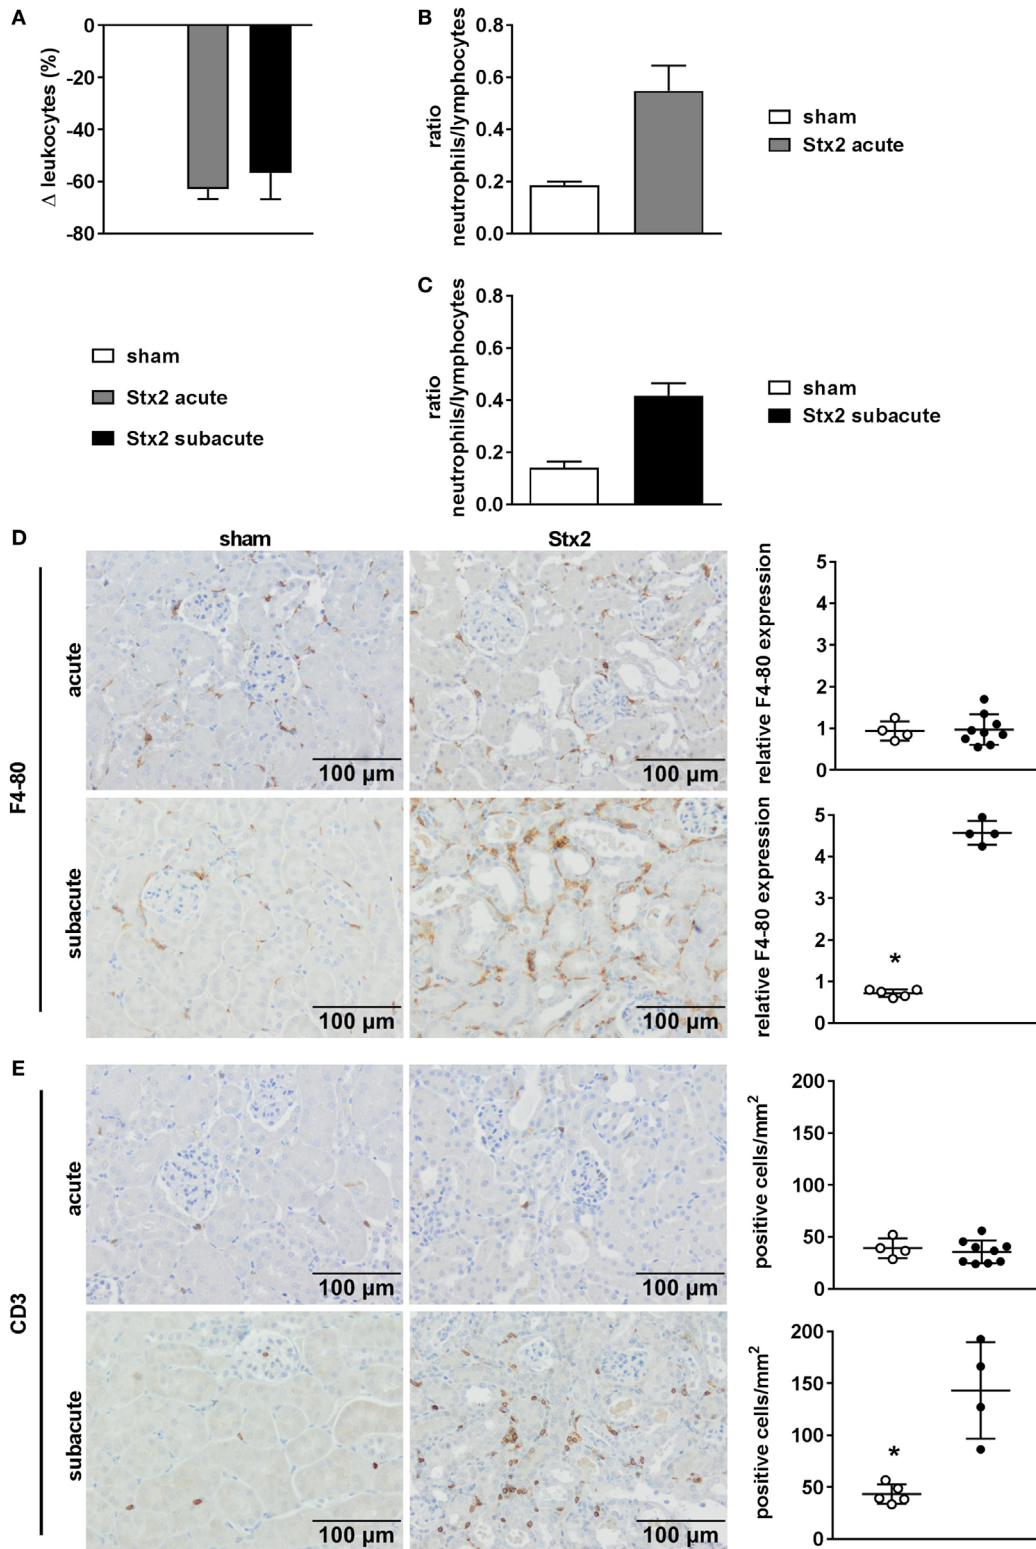 A
0
-20
-40
-60
-80
Δ leukocytes (%)
sham
Stx2 acute
Stx2 subacute
B
0.8
0.6
0.4
0.2
0.0
ratio
neutrophils/lymphocytes
sham
Stx2 acute
C
0.8
0.6
0.4
0.2
0.0
ratio
neutrophils/lymphocytes
sham
Stx2 subacute
D
sham
Stx2
F4-80
acute
100 µm
100 µm
relative F4-80 expression
5
4
3
2
1
0
subacute
100 µm
100 µm
relative F4-80 expression
5
4
3
2
1
0
*
E
CD3
acute
100 µm
100 µm
positive cells/mm²
200
150
100
50
0
subacute
100 µm
100 µm
positive cells/mm²
200
150
100
50
0
*